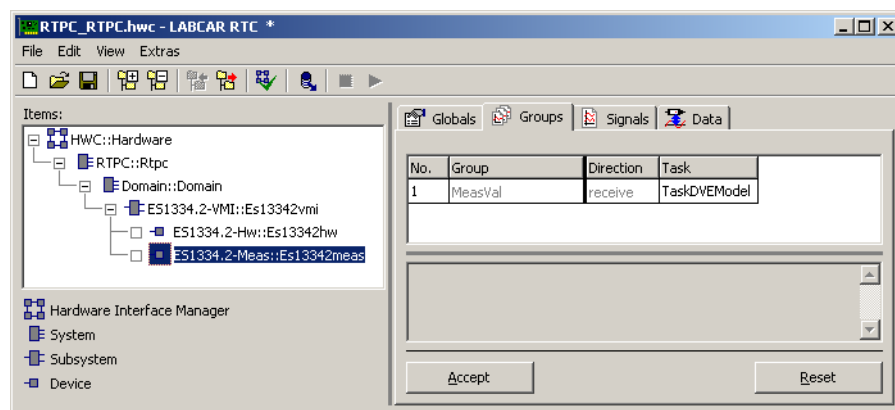 RTPC_RTPC.hwc - LABCAR RTC *
File Edit View Extras
Items:
HWC::Hardware
RTPC::Rtpc
Domain::Domain
ES1334.2-VMI::Es13342vmi
ES1334.2-Hw::Es13342hw
ES1334.2-Meas::Es13342meas
Hardware Interface Manager
System
Subsystem
Device
Globals Groups Signals Data
No. Group Direction Task
1 MeasVal receive TaskDVEModel
Accept Reset